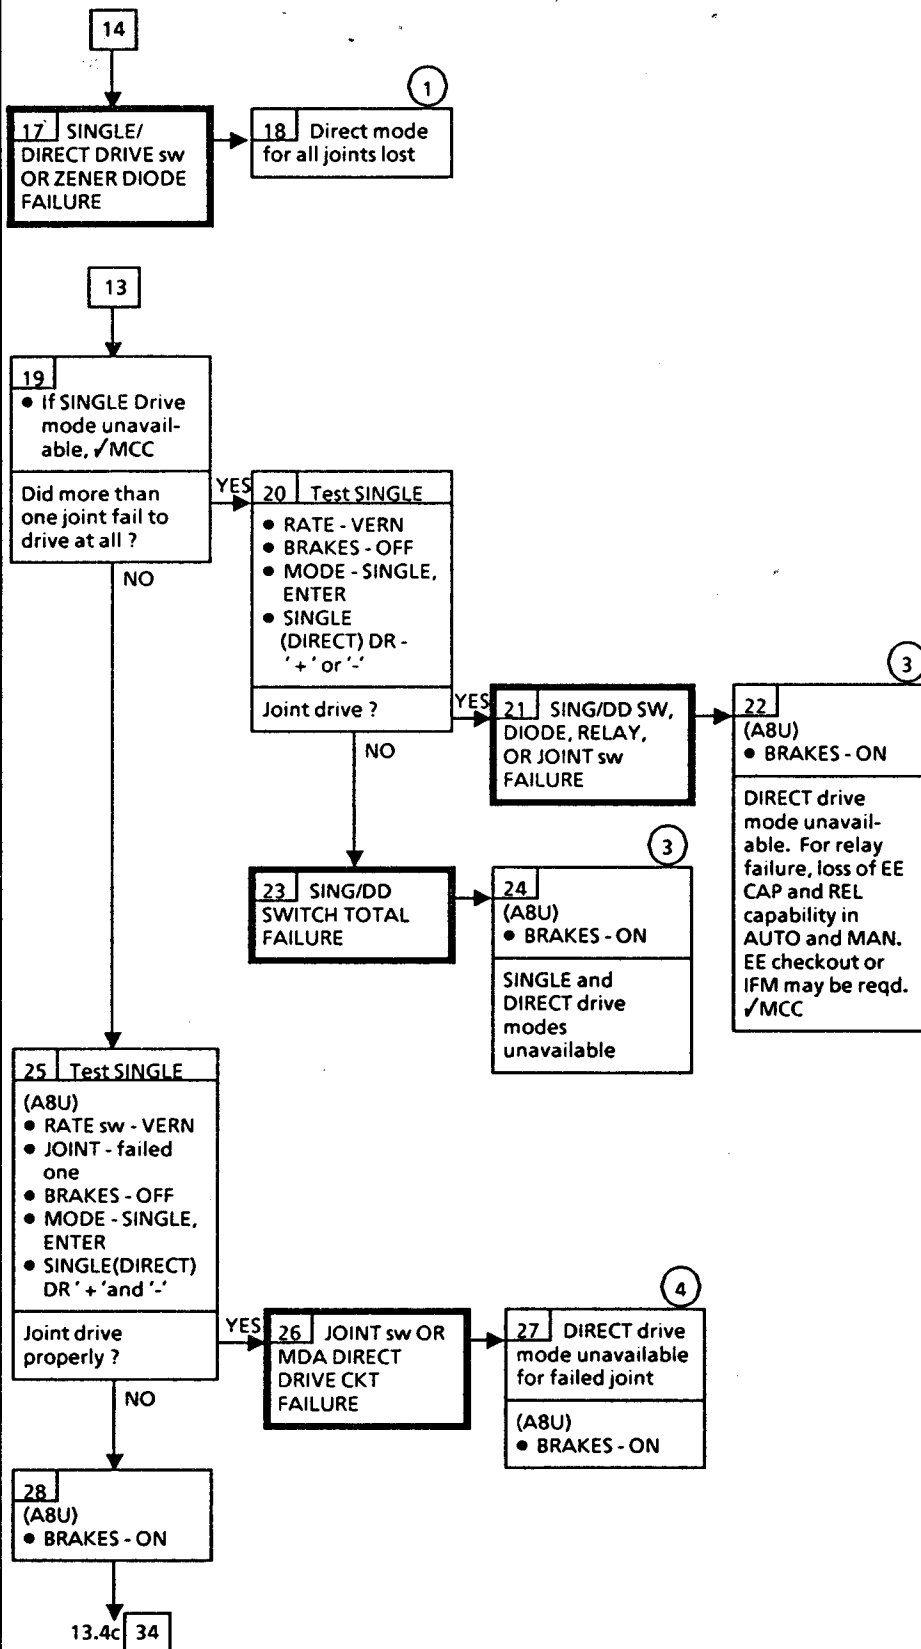 14
1
17 SINGLE/
DIRECT DRIVE sw
OR ZENER DIODE
FAILURE
18 Direct mode
for all joints lost
13
19
• If SINGLE Drive
mode unavail-
able, ✓MCC
Did more than
one joint fail to
drive at all ?
YES
NO
20 Test SINGLE
• RATE - VERN
• BRAKES - OFF
• MODE - SINGLE,
ENTER
• SINGLE
(DIRECT) DR -
'+' or '-'
Joint drive ?
YES
NO
21 SING/DD SW,
DIODE, RELAY,
OR JOINT sw
FAILURE
3
22
(A8U)
• BRAKES - ON
DIRECT drive
mode unavail-
able. For relay
failure, loss of EE
CAP and REL
capability in
AUTO and MAN.
EE checkout or
IFM may be reqd.
✓MCC
23 SING/DD
SWITCH TOTAL
FAILURE
3
24
(A8U)
• BRAKES - ON
SINGLE and
DIRECT drive
modes
unavailable
25 Test SINGLE
(A8U)
• RATE sw - VERN
• JOINT - failed
one
• BRAKES - OFF
• MODE - SINGLE,
ENTER
• SINGLE(DIRECT)
DR '+' and '-'
Joint drive
properly ?
YES
NO
26 JOINT sw OR
MDA DIRECT
DRIVE CKT
FAILURE
4
27 DIRECT drive
mode unavailable
for failed joint
(A8U)
• BRAKES - ON
28
(A8U)
• BRAKES - ON
13.4c 34